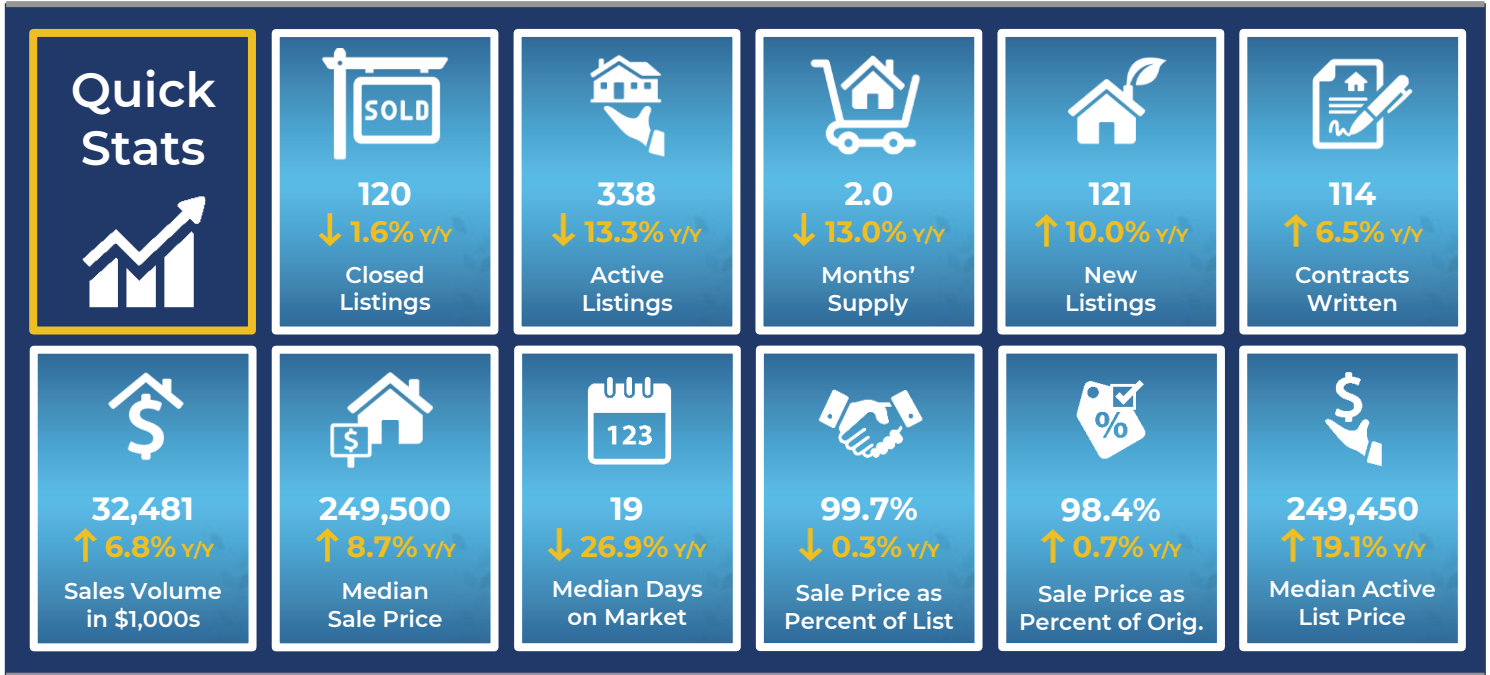 Quick
Stats
SOLD
120
↓ 1.6% Y/Y
Closed
Listings
338
↓ 13.3% Y/Y
Active
Listings
2.0
↓ 13.0% Y/Y
Months’
Supply
121
↑ 10.0% Y/Y
New
Listings
114
↑ 6.5% Y/Y
Contracts
Written
$
32,481
↑ 6.8% Y/Y
Sales Volume
in $1,000s
$
249,500
↑ 8.7% Y/Y
Median
Sale Price
123
19
↓ 26.9% Y/Y
Median Days
on Market
99.7%
↓ 0.3% Y/Y
Sale Price as
Percent of List
%
98.4%
↑ 0.7% Y/Y
Sale Price as
Percent of Orig.
$
249,450
↑ 19.1% Y/Y
Median Active
List Price